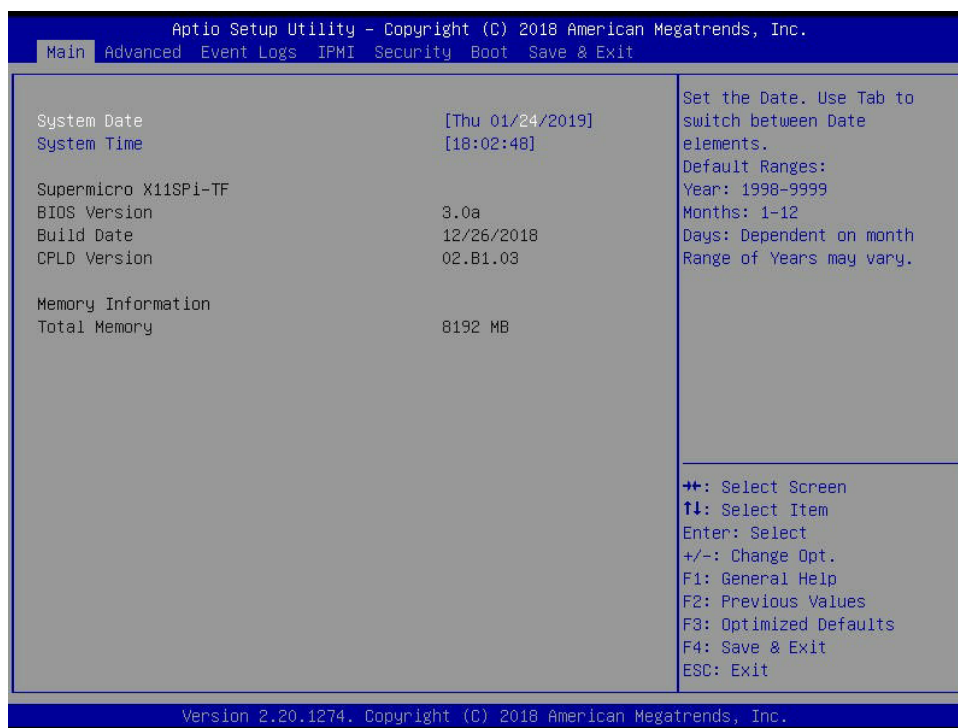 Aptio Setup Utility – Copyright (C) 2018 American Megatrends, Inc.
Main Advanced Event Logs IPMI Security Boot Save & Exit
System Date [Thu 01/24/2019]
System Time [18:02:48]
Supermicro X11SPi-TF
BIOS Version 3.0a
Build Date 12/26/2018
CPLD Version 02.B1.03
Memory Information
Total Memory 8192 MB
Set the Date. Use Tab to
switch between Date
elements.
Default Ranges:
Year: 1998-9999
Months: 1-12
Days: Dependent on month
Range of Years may vary.
→←: Select Screen
↑↓: Select Item
Enter: Select
+/-: Change Opt.
F1: General Help
F2: Previous Values
F3: Optimized Defaults
F4: Save & Exit
ESC: Exit
Version 2.20.1274. Copyright (C) 2018 American Megatrends, Inc.